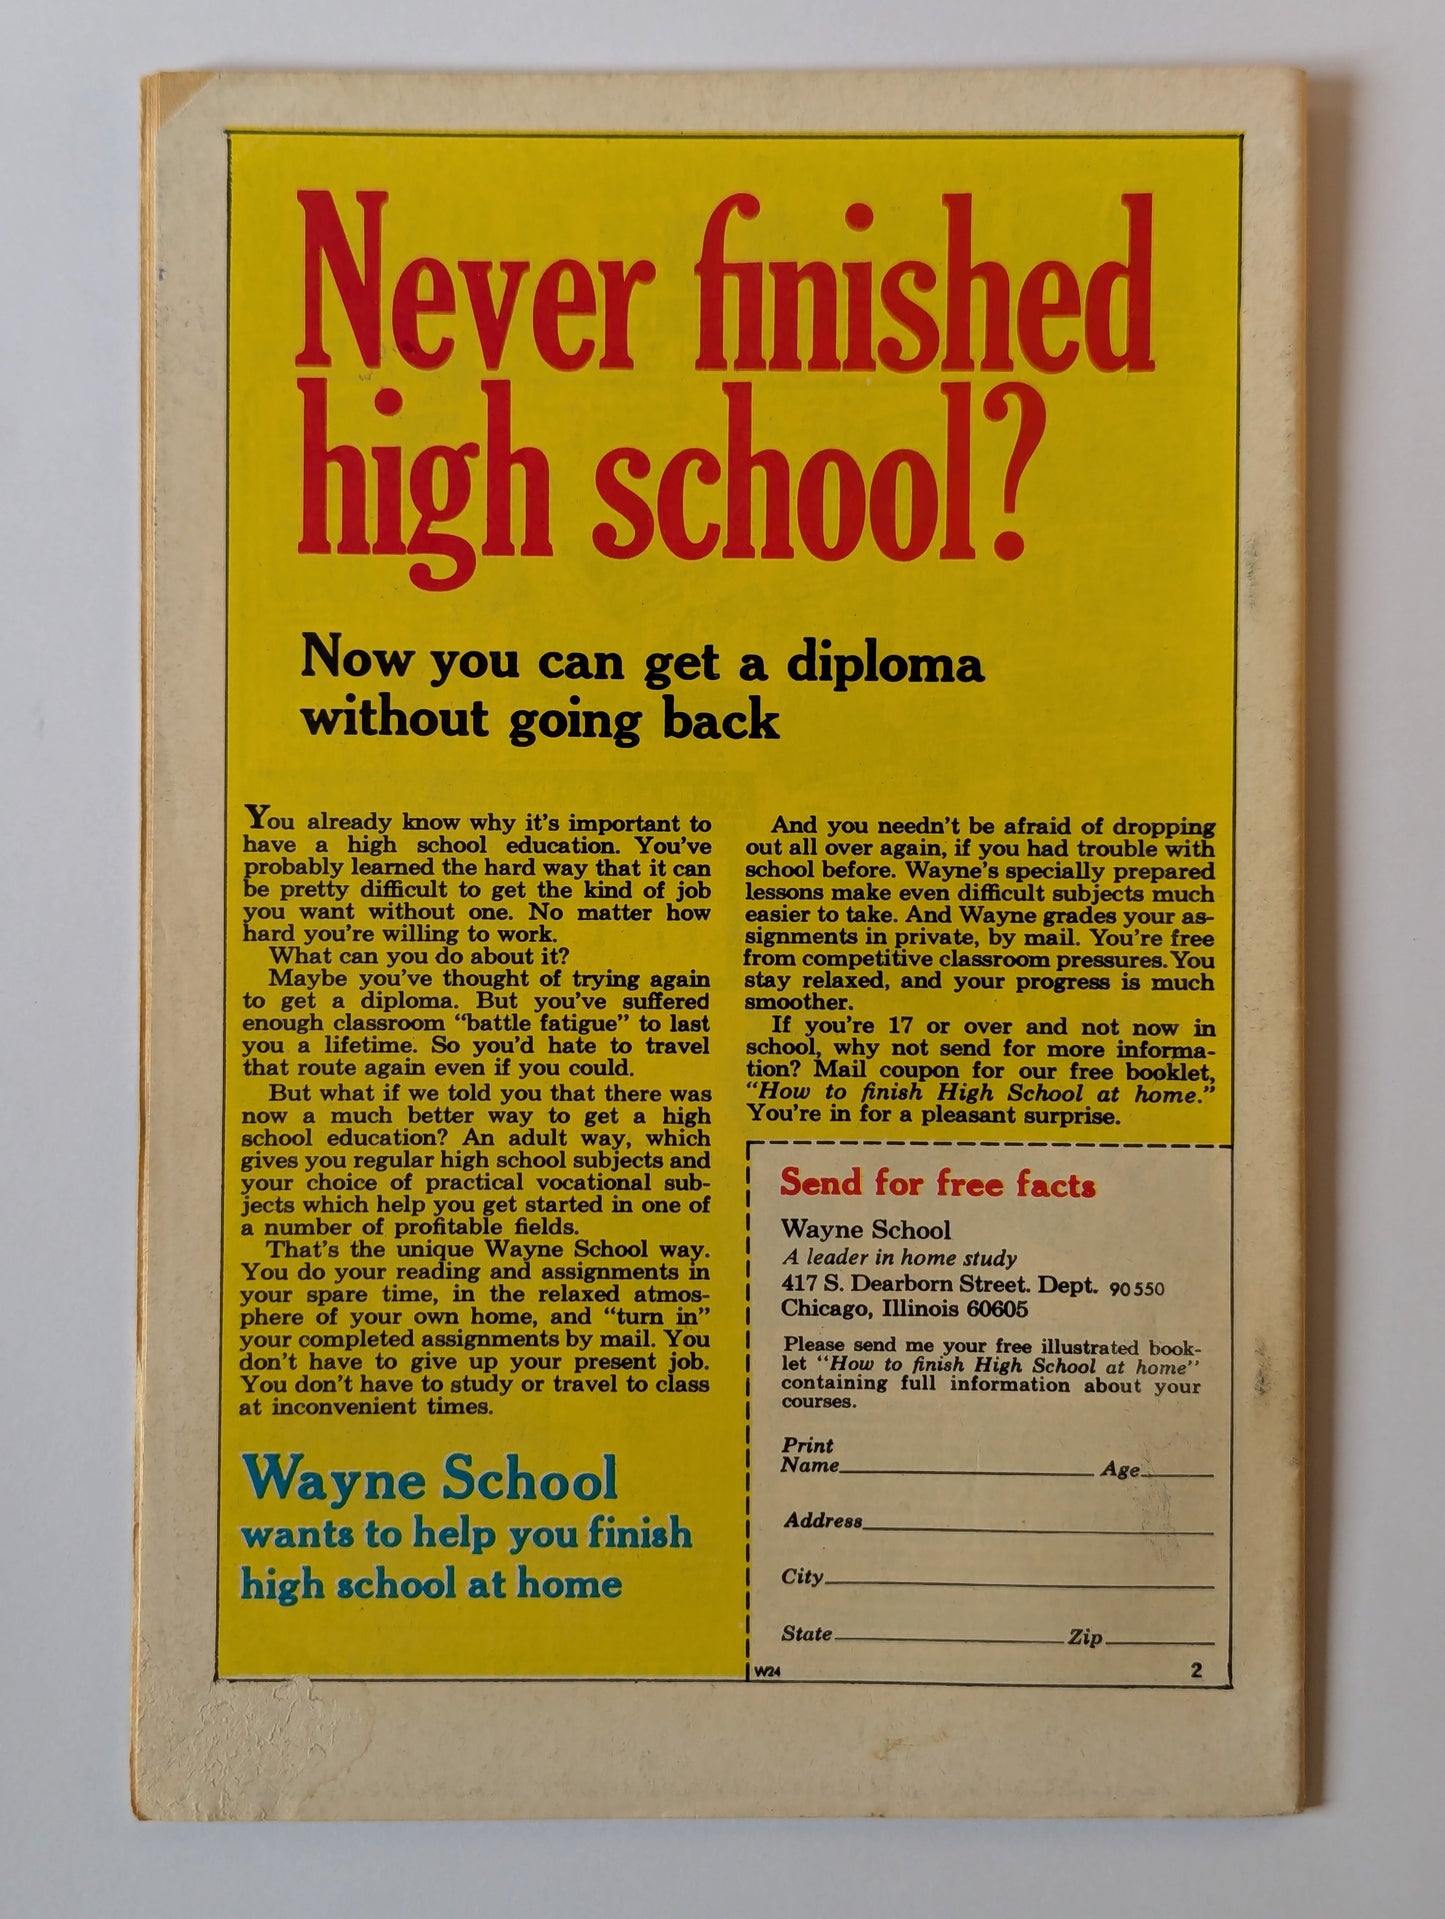 Never finished
high school?
Now you can get a diploma
without going back
You already know why it's important to
have a high school education. You've
probably learned the hard way that it can
be pretty difficult to get the kind of job
you want without one. No matter how
hard you're willing to work.
What can you do about it?
Maybe you've thought of trying again
to get a diploma. But you've suffered
enough classroom “battle fatigue” to last
you a lifetime. So you'd hate to travel
that route again even if you could.
But what if we told you that there was
now a much better way to get a high
school education? An adult way, which
gives you regular high school subjects and
your choice of practical vocational sub-
jects which help you get started in one of
a number of profitable fields.
That's the unique Wayne School way.
You do your reading and assignments in
your spare time, in the relaxed atmos-
phere of your own home, and “turn in”
your completed assignments by mail. You
don't have to give up your present job.
You don't have to study or travel to class
at inconvenient times.
Wayne School
wants to help you finish
high school at home
And you needn't be afraid of dropping
out all over again, if you had trouble with
school before. Wayne's specially prepared
lessons make even difficult subjects much
easier to take. And Wayne grades your as-
signments in private, by mail. You're free
from competitive classroom pressures. You
stay relaxed, and your progress is much
smoother.
If you're 17 or over and not now in
school, why not send for more informa-
tion? Mail coupon for our free booklet,
“How to finish High School at home.”
You're in for a pleasant surprise.
Send for free facts
Wayne School
A leader in home study
417 S. Dearborn Street. Dept. 90550
Chicago, Illinois 60605
Please send me your free illustrated book-
let “How to finish High School at home”
containing full information about your
courses.
Print
Name Age
Address
City
State Zip
W24 2